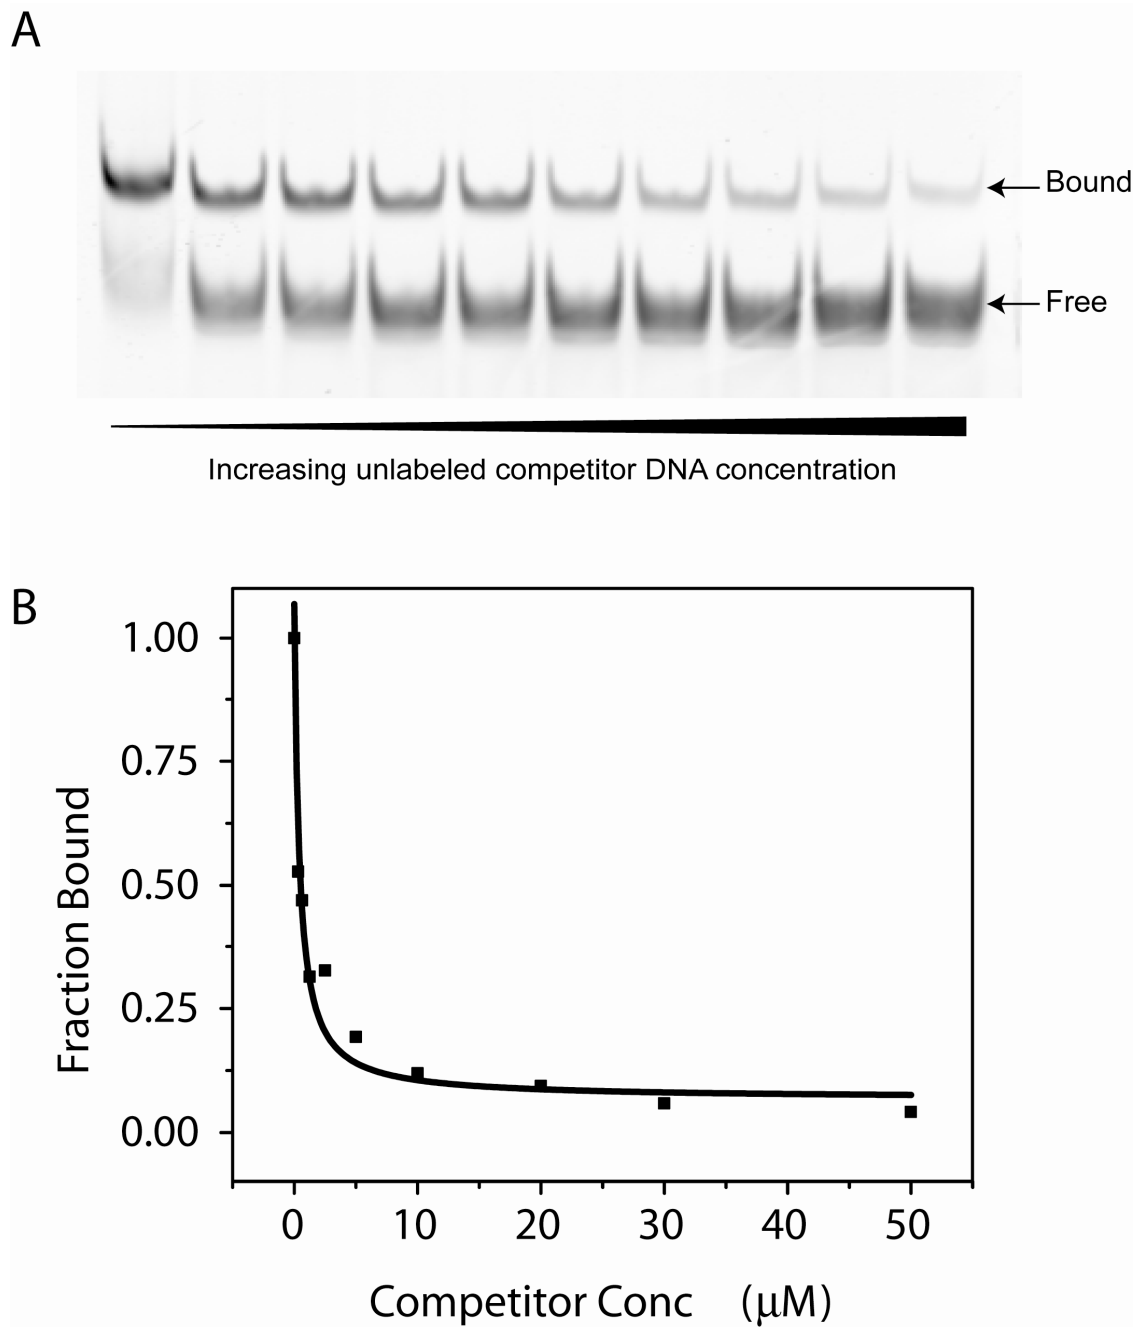 A
Bound
Free
Increasing unlabeled competitor DNA concentration
B
1.00
0.75
0.50
0.25
0.00
Fraction Bound
0 10 20 30 40 50
Competitor Conc (μM)